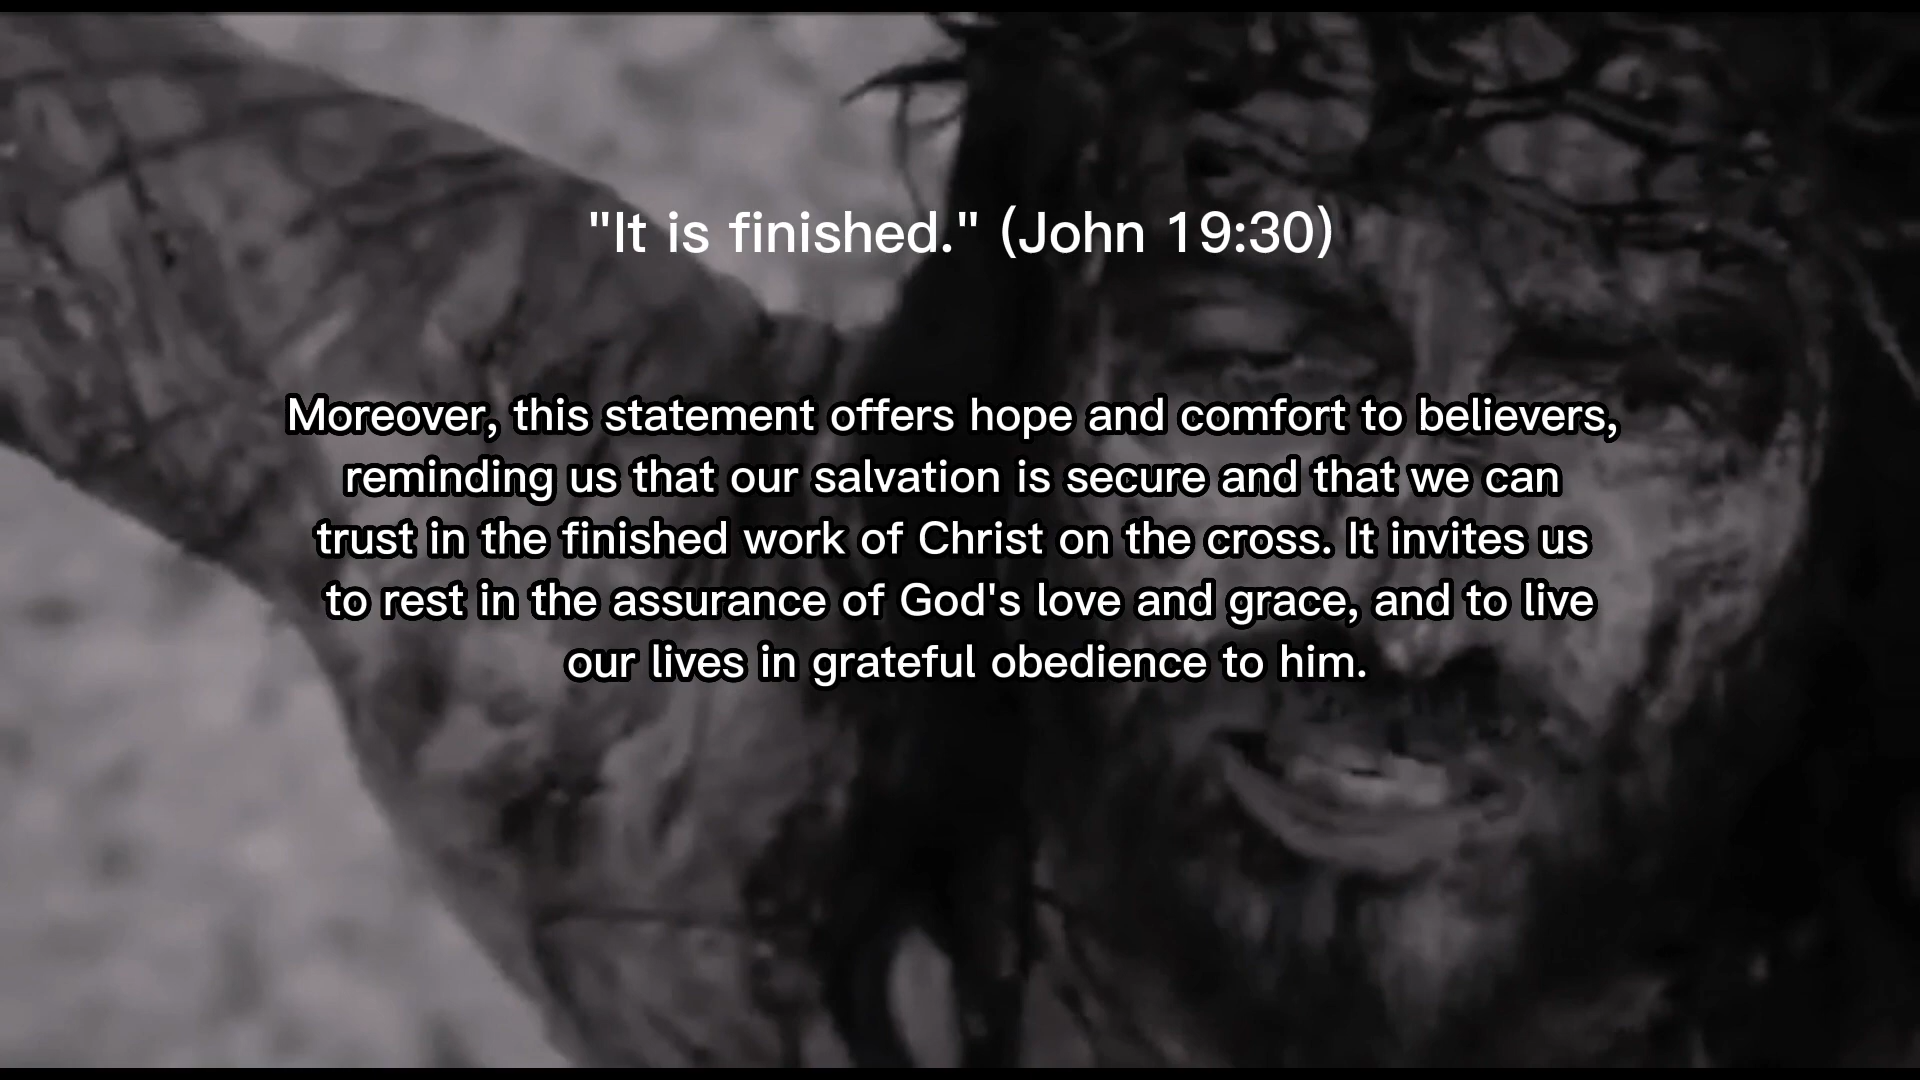 "It is finished." (John 19:30)
Moreover, this statement offers hope and comfort to believers,
reminding us that our salvation is secure and that we can
trust in the finished work of Christ on the cross. It invites us
to rest in the assurance of God's love and grace, and to live
our lives in grateful obedience to him.